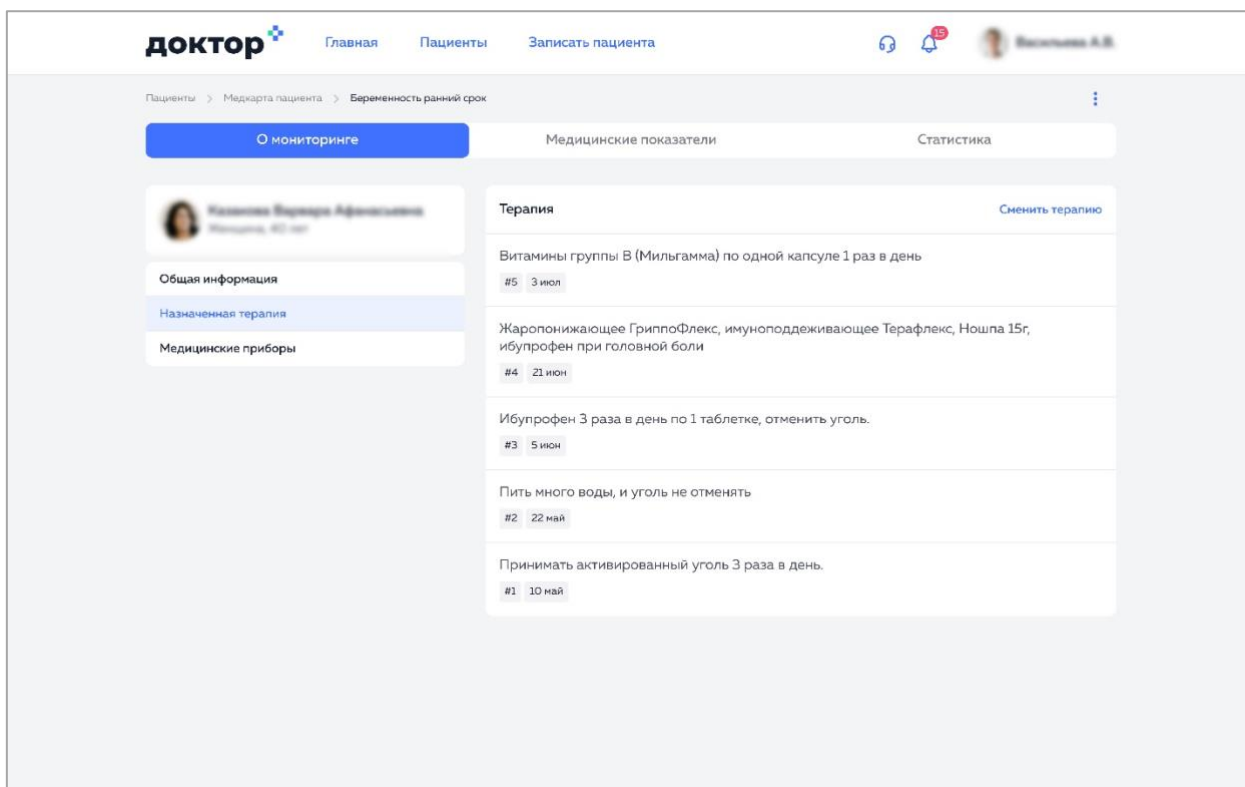 доктор
Главная
Пациенты
Записать пациента
15
Пациенты > Медкарта пациента > Беременность ранний срок
О мониторинге
Медицинские показатели
Статистика
Общая информация
Назначенная терапия
Медицинские приборы
Терапия
Сменить терапию
Витамины группы В (Мильгамма) по одной капсуле 1 раз в день
#5 3 июл
Жаропонижающее ГриппоФлекс, имуноподдеживающее Терафлекс, Ношпа 15г,
ибупрофен при головной боли
#4 21 июн
Ибупрофен 3 раза в день по 1 таблетке, отменить уголь.
#3 5 июн
Пить много воды, и уголь не отменять
#2 22 май
Принимать активированный уголь 3 раза в день.
#1 10 май